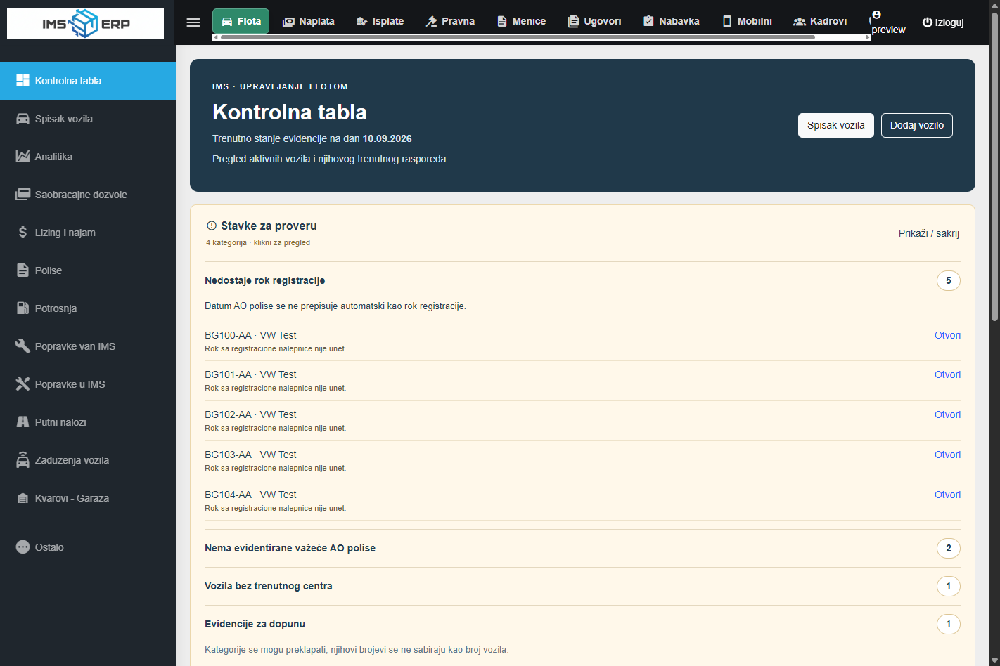 IMS ERP
Flota
Naplata
Isplate
Pravna
Menice
Ugovori
Nabavka
Mobilni
Kadrovi
preview
Izloguj
Kontrolna tabla
Spisak vozila
Analitika
Saobracajne dozvole
Lizing i najam
Polise
Potrosnja
Popravke van IMS
Popravke u IMS
Putni nalozi
Zaduzenja vozila
Kvarovi - Garaza
Ostalo
IMS · UPRAVLJANJE FLOTOM
Kontrolna tabla
Trenutno stanje evidencije na dan 10.09.2026
Pregled aktivnih vozila i njihovog trenutnog rasporeda.
Spisak vozila
Dodaj vozilo
Stavke za proveru
4 kategorija · klikni za pregled
Prikaži / sakrij
Nedostaje rok registracije 5
Datum AO polise se ne prepisuje automatski kao rok registracije.
BG100-AA · VW Test Otvori
Rok sa registracione nalepnice nije unet.
BG101-AA · VW Test Otvori
Rok sa registracione nalepnice nije unet.
BG102-AA · VW Test Otvori
Rok sa registracione nalepnice nije unet.
BG103-AA · VW Test Otvori
Rok sa registracione nalepnice nije unet.
BG104-AA · VW Test Otvori
Rok sa registracione nalepnice nije unet.
Nema evidentirane važeće AO polise 2
Vozila bez trenutnog centra 1
Evidencije za dopunu 1
Kategorije se mogu preklapati; njihovi brojevi se ne sabiraju kao broj vozila.